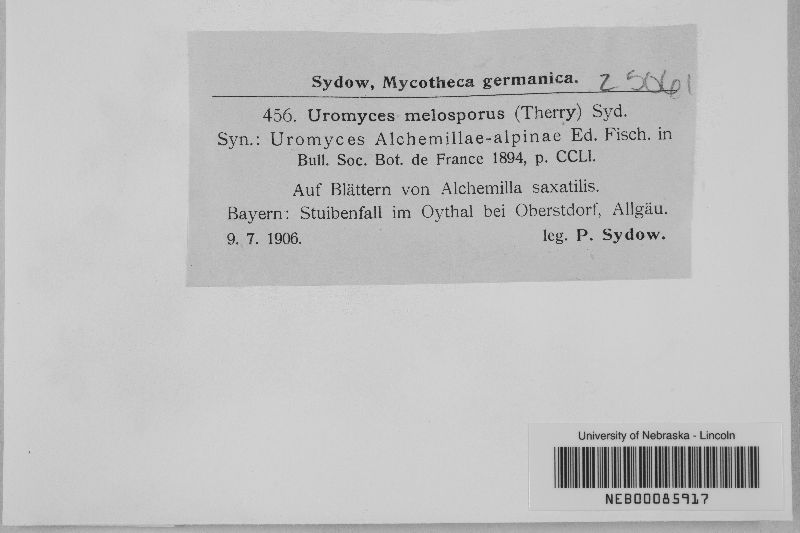 Sydow, Mycotheca germanica. 25061
456. Uromyces melosporus (Therry) Syd.
Syn.: Uromyces Alchemillae-alpinae Ed. Fisch. in
Bull. Soc. Bot. de France 1894, p. CCLI.
Auf Blättern von Alchemilla saxatilis.
Bayern: Stuibenfall im Oythal bei Oberstdorf, Allgäu.
9. 7. 1906. leg. P. Sydow.
University of Nebraska - Lincoln
NEB00085917